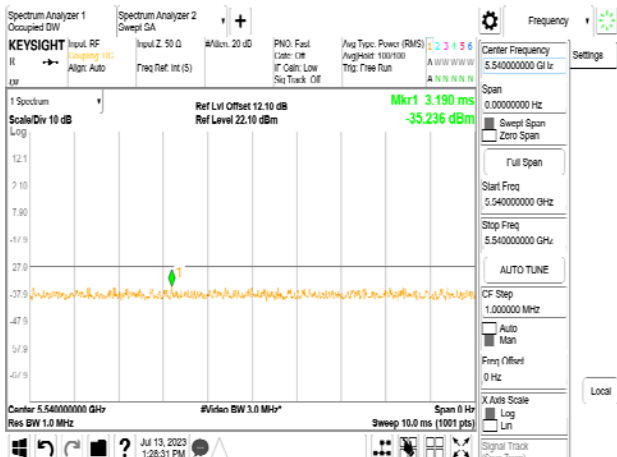 Spectrum Analyzer 1
Occupied BW
Spectrum Analyzer 2
Swept SA
+
Frequency
KEYSIGHT
Input: RF
Coupling: DC
Align: Auto
Input Z: 50 Ω
Freq Ref: Int (S)
#Atten: 20 dB
PNO: Fast
Gate: Off
IF Gain: Low
Sig Track: Off
Avg Type: Power (RMS)
Avg|Hold: 100/100
Trig: Free Run
1 2 3 4 5 6
A W W W W W
A N N N N N
Center Frequency
5.540000000 GHz
Settings
Span
0.00000000 Hz
Swept Span
Zero Span
Full Span
Start Freq
5.540000000 GHz
Stop Freq
5.540000000 GHz
AUTO TUNE
CF Step
1.000000 MHz
Auto
Man
Freq Offset
0 Hz
X Axis Scale
Log
Lin
Signal Track
Local
1 Spectrum
Scale/Div 10 dB
Log
Ref Lvl Offset 12.10 dB
Ref Level 22.10 dBm
Mkr1 3.190 ms
-35.236 dBm
12.1
2.10
-7.90
-17.9
-27.9
-37.9
-47.9
-57.9
-67.9
1
Center 5.540000000 GHz
Res BW 1.0 MHz
#Video BW 3.0 MHz*
Span 0 Hz
Sweep 10.0 ms (1001 pts)
?
Jul 13, 2023
1:28:31 PM